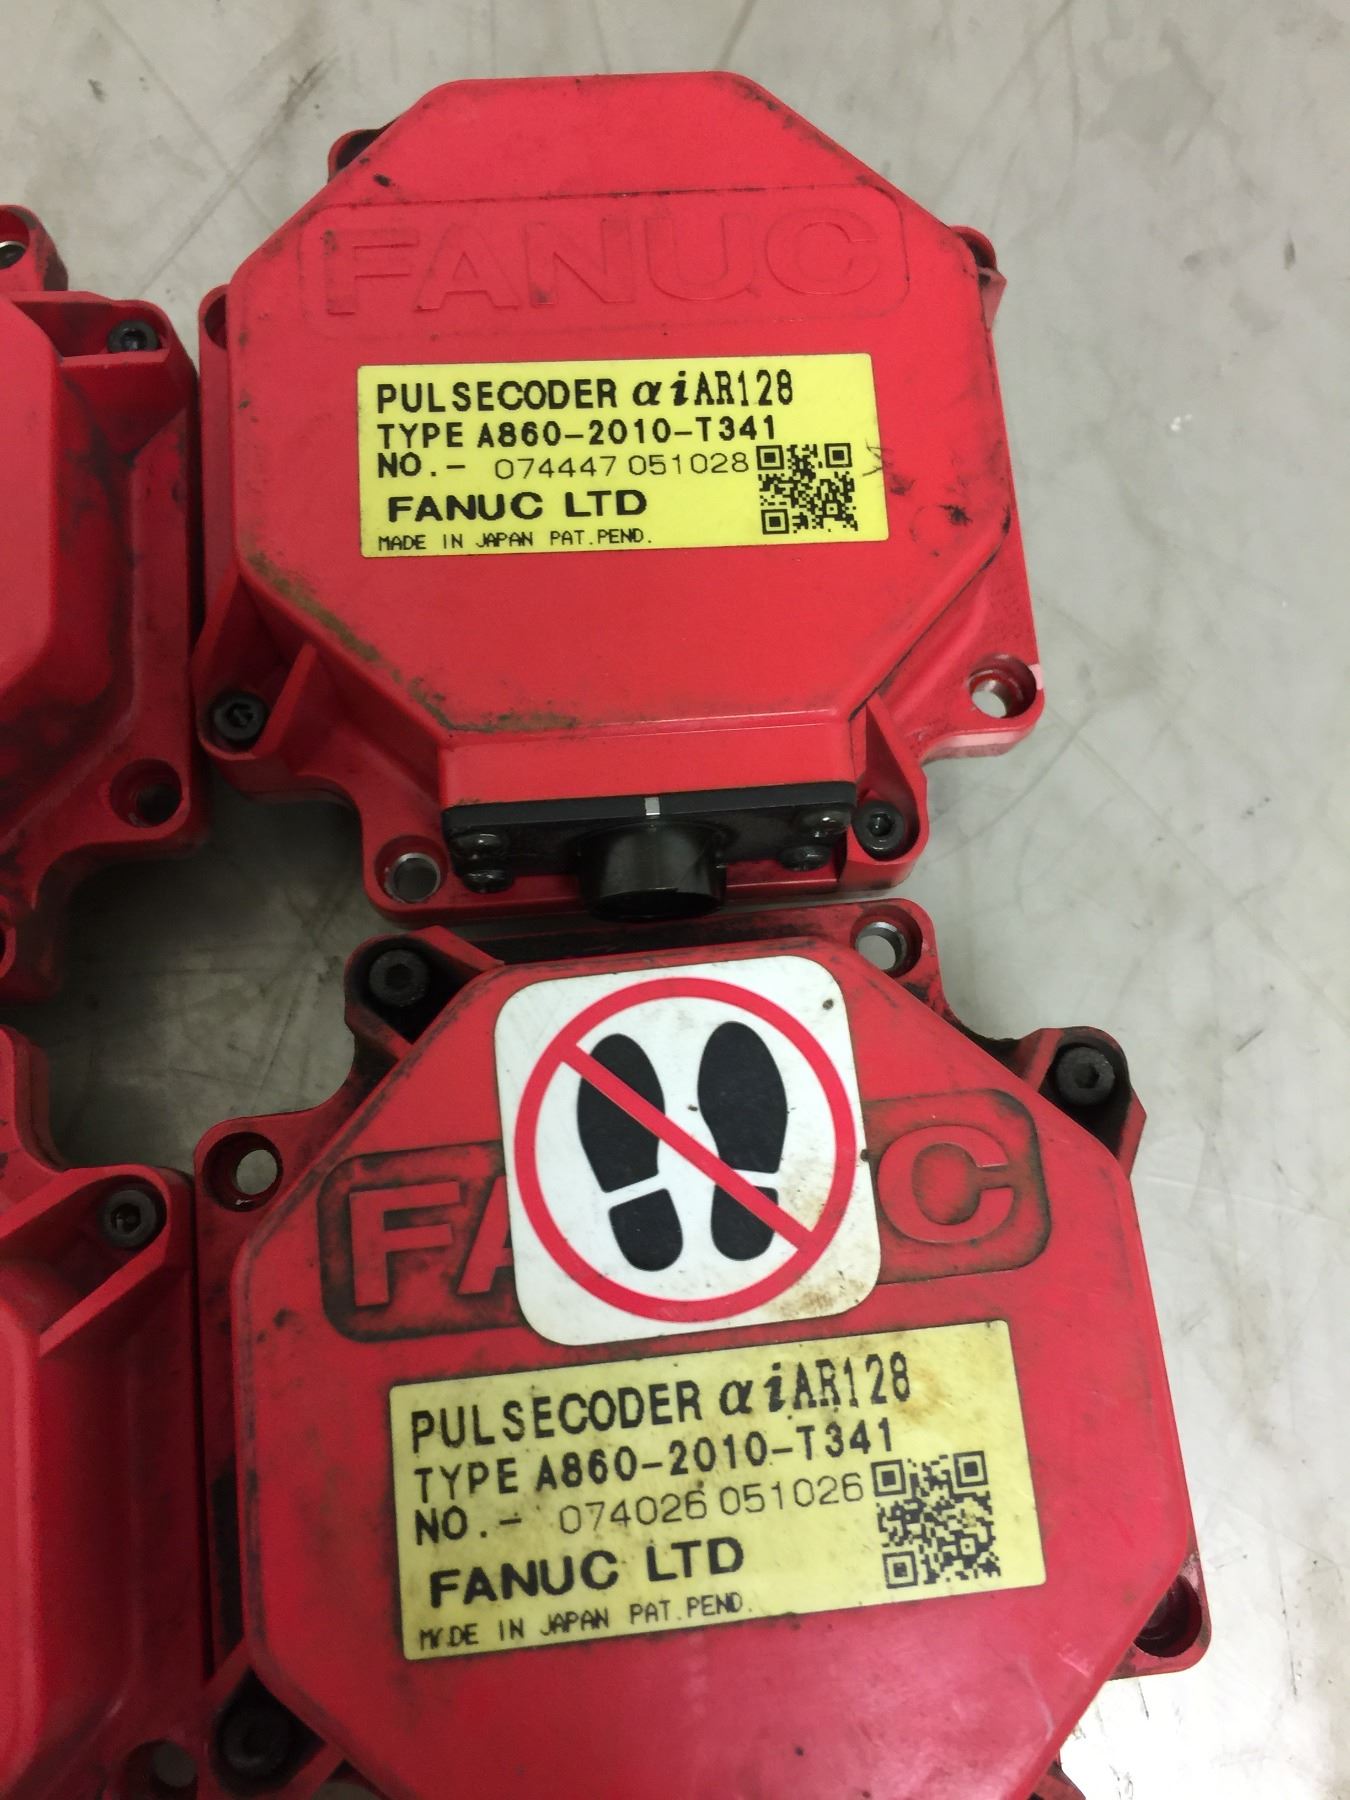 FANUC
PULSECODER αiAR128
TYPE A860-2010-T341
NO.- 074447 051028
FANUC LTD
MADE IN JAPAN PAT.PEND.
FA C
PULSECODER αiAR128
TYPE A860-2010-T341
NO.- 074026 051026
FANUC LTD
MADE IN JAPAN PAT.PEND.